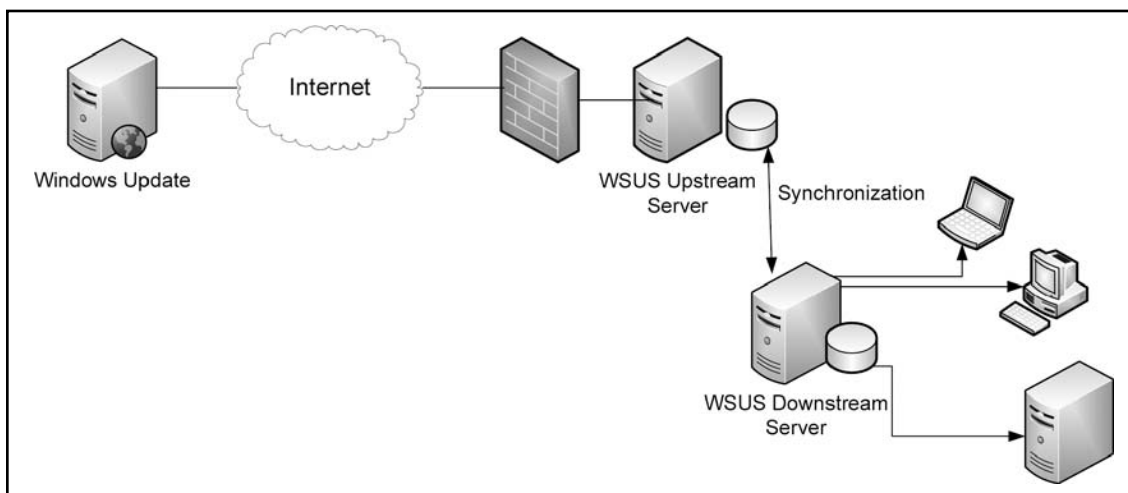 Internet
Windows Update
WSUS Upstream
Server
Synchronization
WSUS Downstream
Server